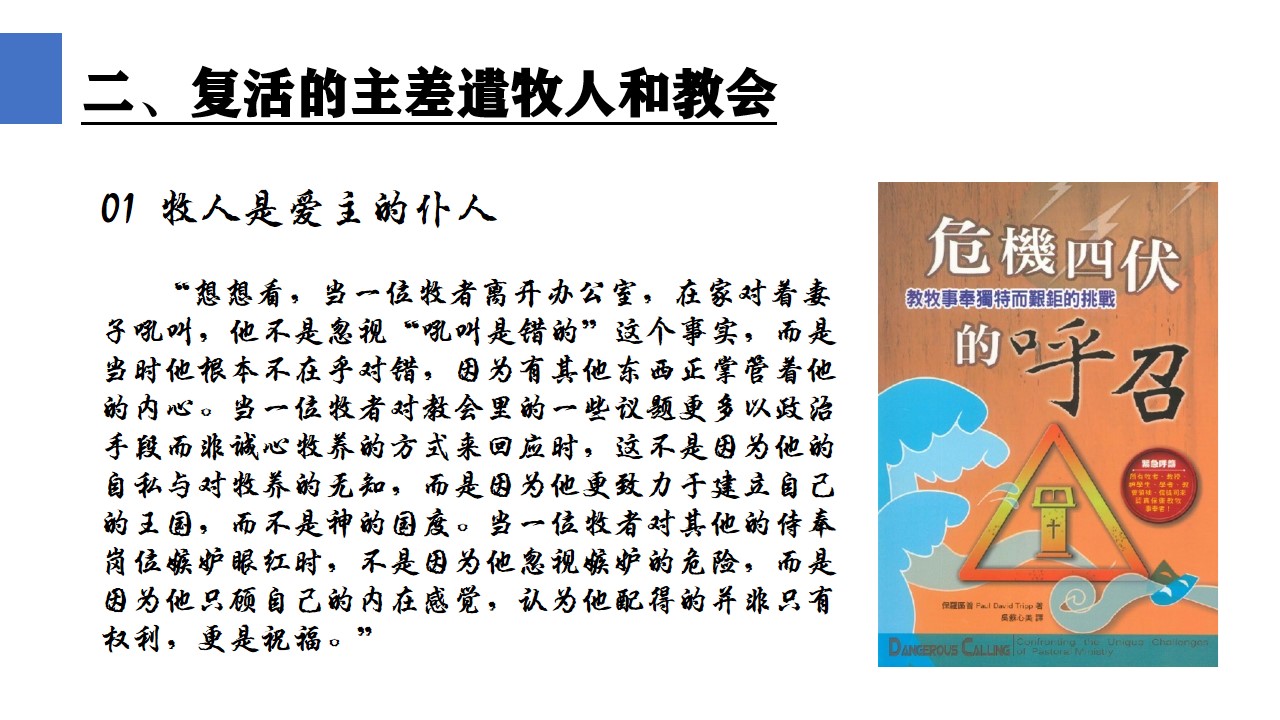 二、复活的主差遣牧人和教会
01 牧人是爱主的仆人
“想想看，当一位牧者离开办公室，在家对着妻
子吼叫，他不是忽视“吼叫是错的”这个事实，而是
当时他根本不在乎对错，因为有其他东西正掌管着他
的内心。当一位牧者对教会里的一些议题更多以政治
手段而非诚心牧养的方式来回应时，这不是因为他的
自私与对牧养的无知，而是因为他更致力于建立自己
的王国，而不是神的国度。当一位牧者对其他的侍奉
岗位嫉妒眼红时，不是因为他忽视嫉妒的危险，而是
因为他只顾自己的内在感觉，认为他配得的并非只有
权利，更是祝福。”
危機四伏
教牧事奉獨特而艱鉅的挑戰
的呼召
緊急呼籲
Paul David Tripp 著
DANGEROUS CALLING
Confronting the Unique Challenges
of Pastoral Ministry